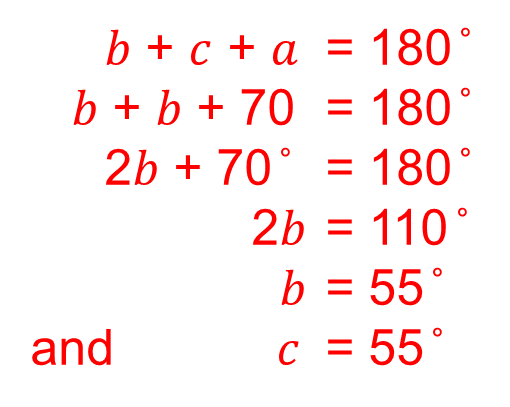 b + c + a = 180°
b + b + 70 = 180°
2b + 70° = 180°
2b = 110°
b = 55°
and c = 55°